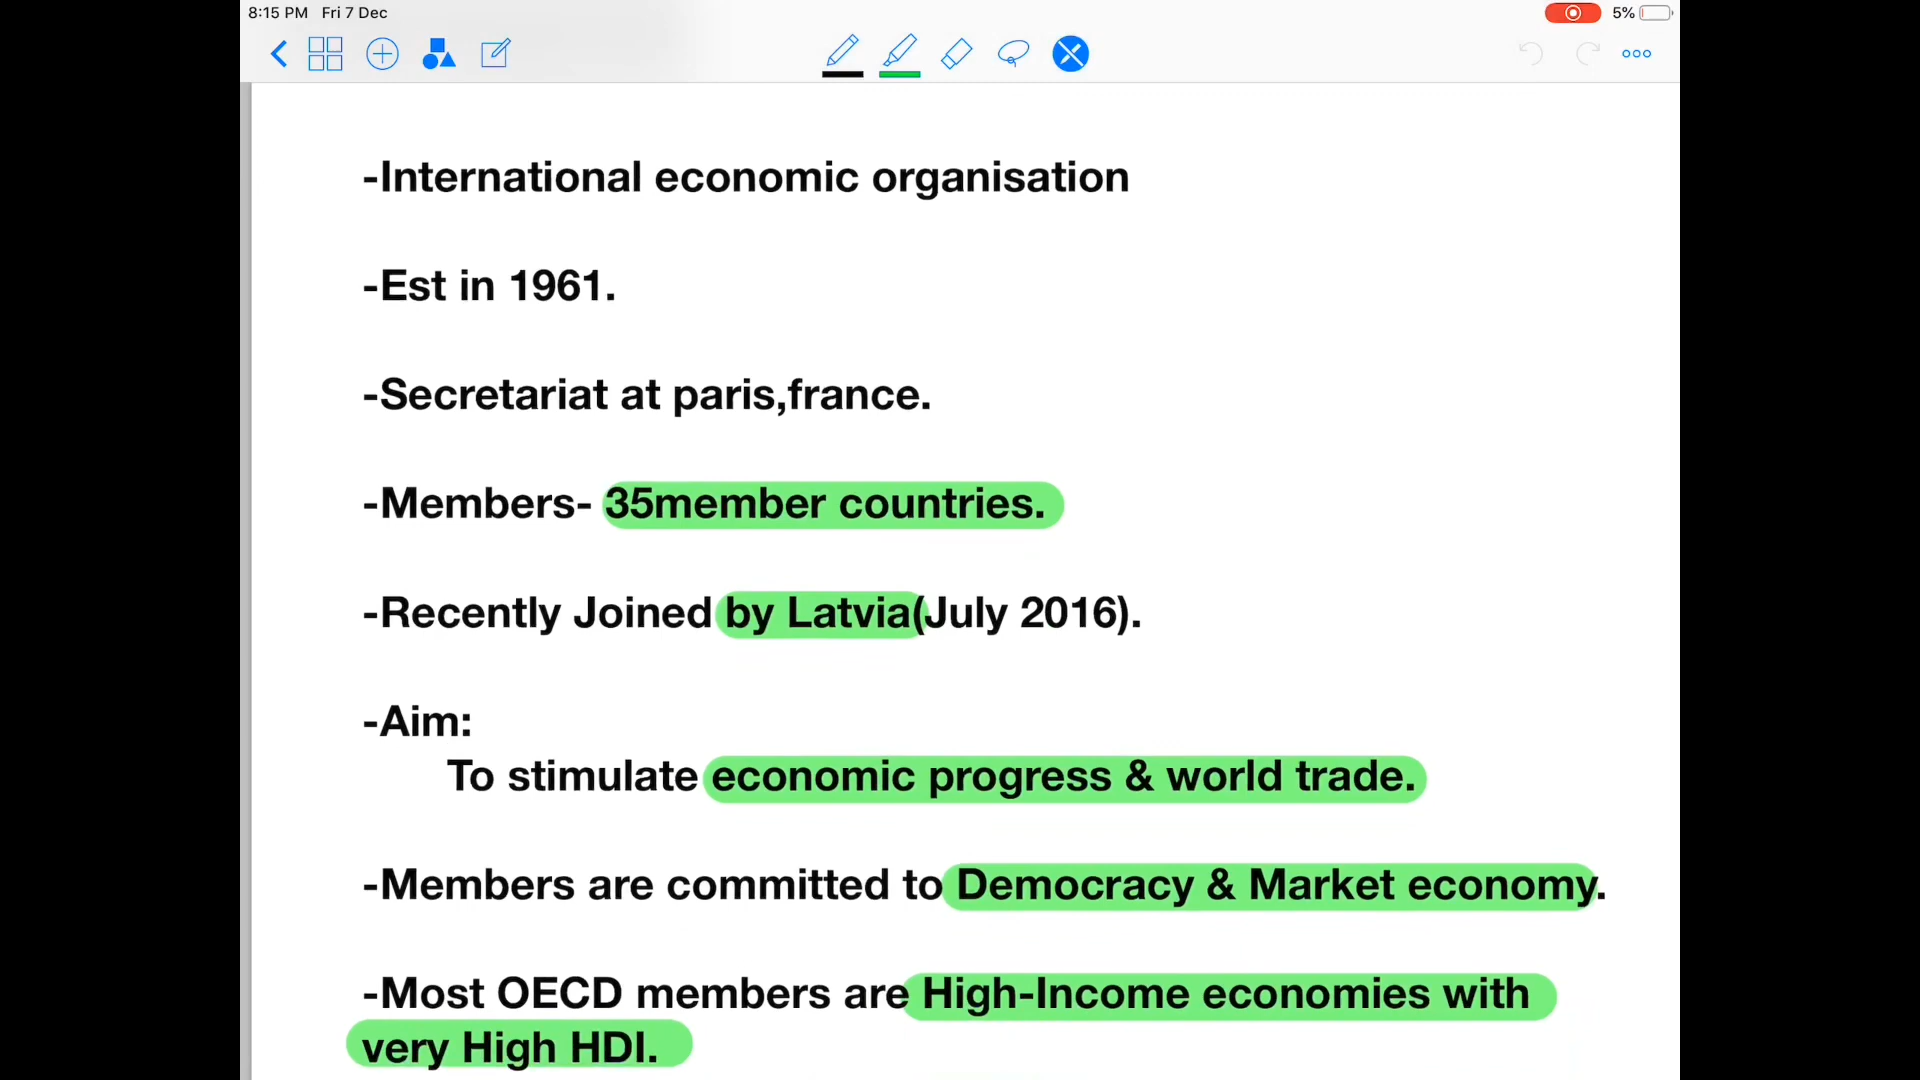 8:15 PM Fri 7 Dec 5%
-International economic organisation
-Est in 1961.
-Secretariat at paris,france.
-Members- 35member countries.
-Recently Joined by Latvia(July 2016).
-Aim:
To stimulate economic progress & world trade.
-Members are committed to Democracy & Market economy.
-Most OECD members are High-Income economies with
very High HDI.